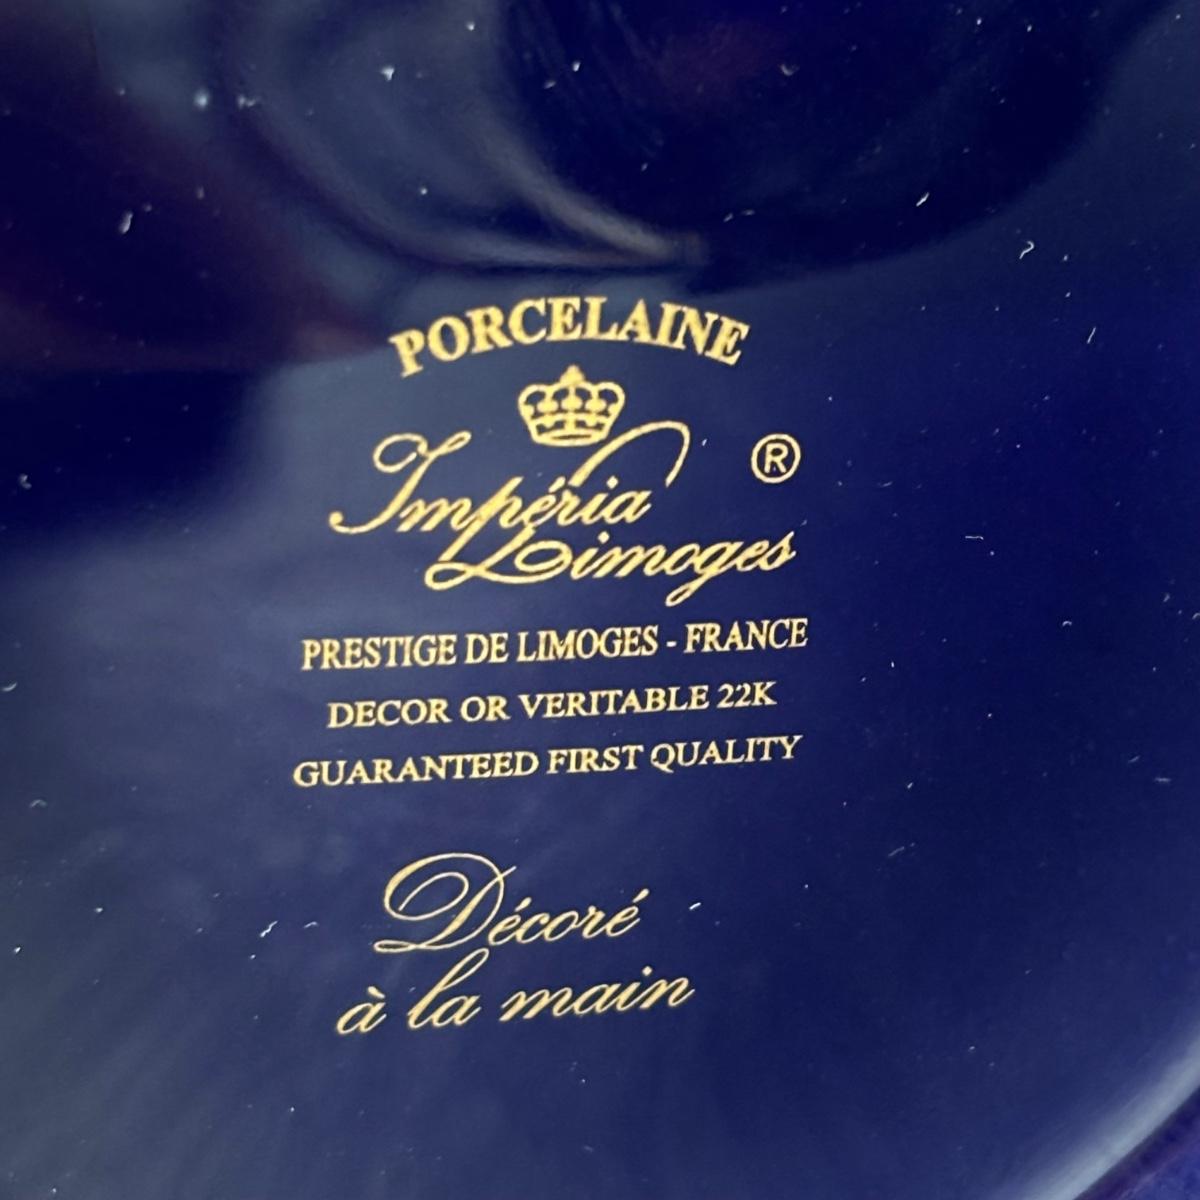 PORCELAINE
Impéria
Limoges ®
PRESTIGE DE LIMOGES - FRANCE
DECOR OR VERITABLE 22K
GUARANTEED FIRST QUALITY
Décoré
à la main